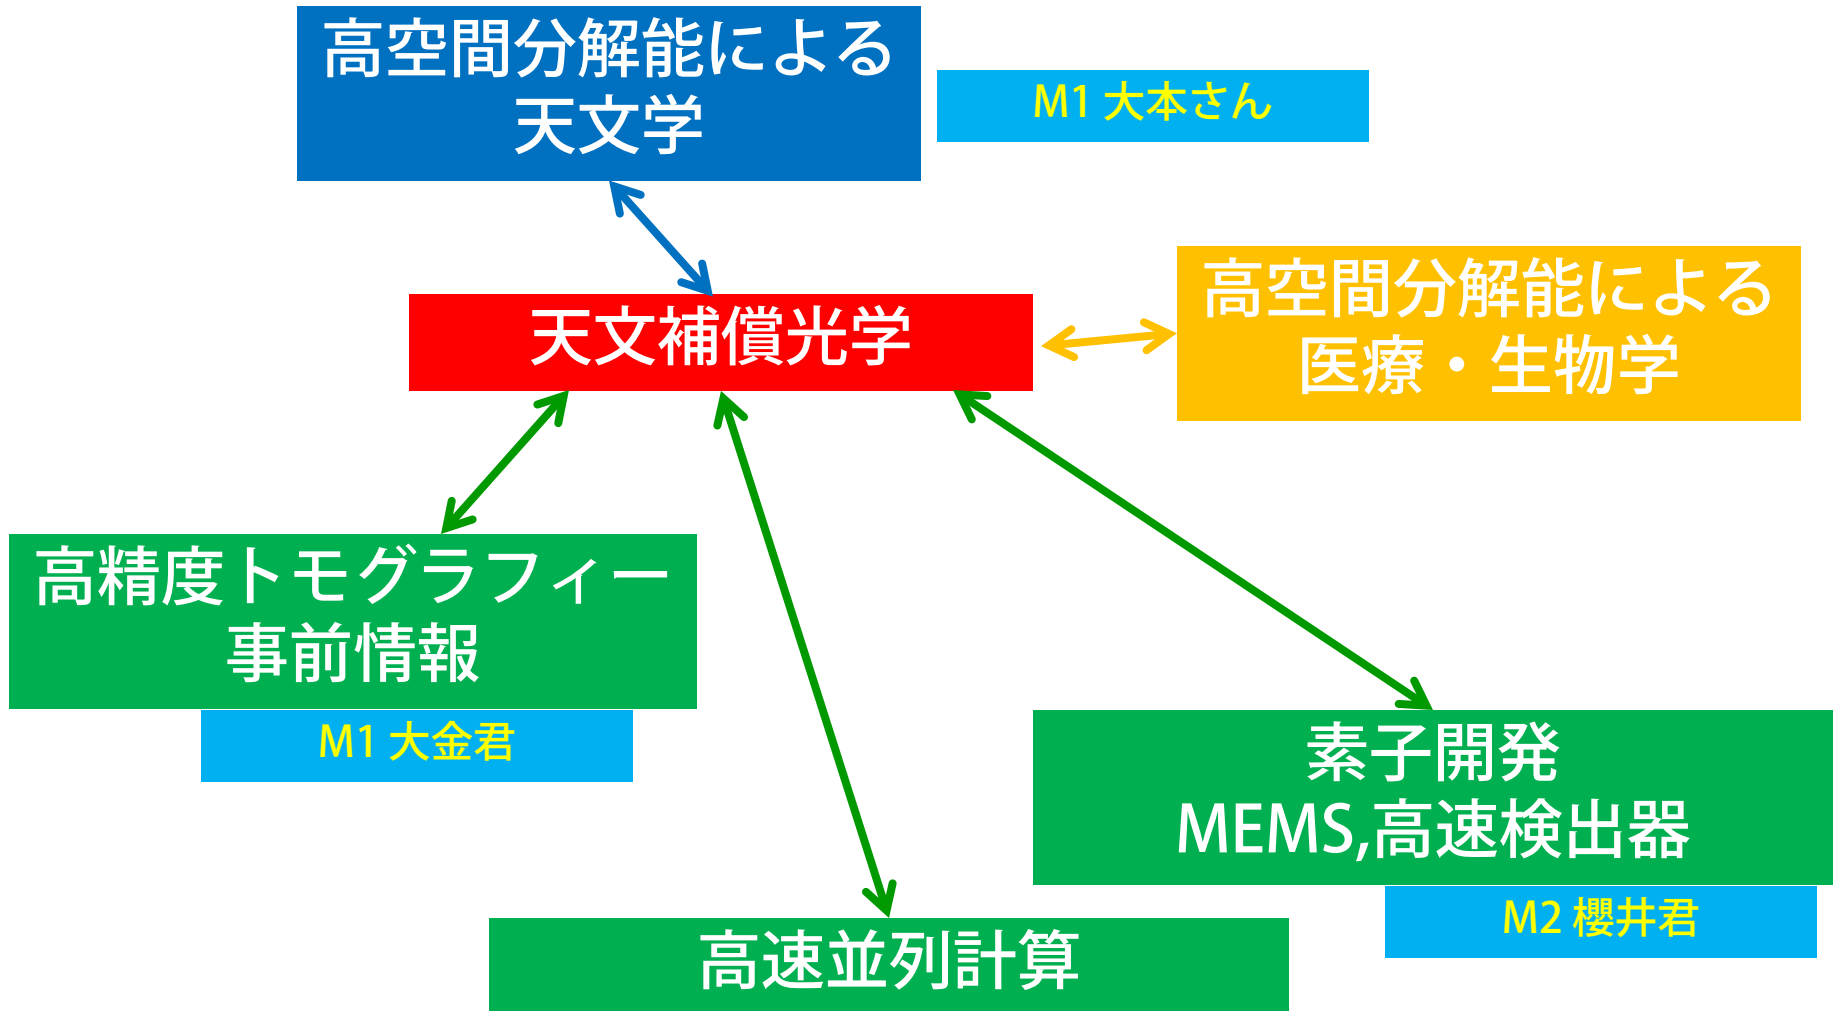 高空間分解能による
天文学
M1 大本さん
高空間分解能による
医療・生物学
天文補償光学
高精度トモグラフィー
事前情報
M1 大金君
素子開発
MEMS,高速検出器
M2 櫻井君
高速並列計算